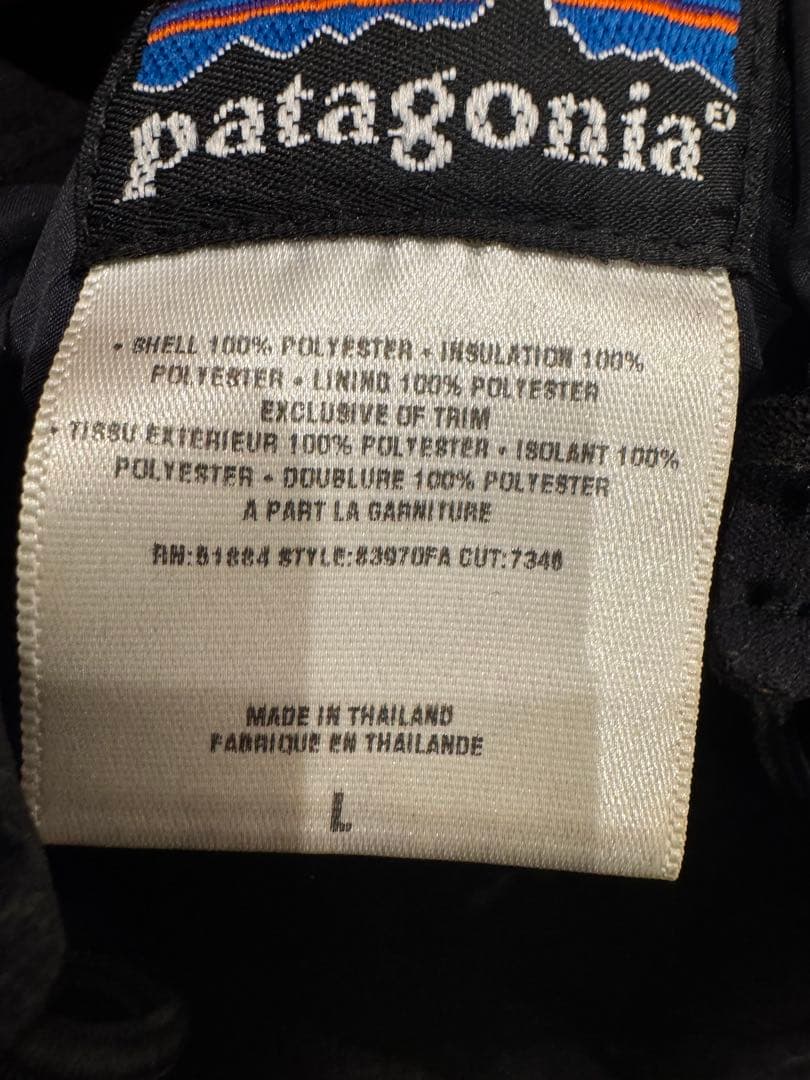 patagonia®
• SHELL 100% POLYESTER • INSULATION 100%
POLYESTER • LINING 100% POLYESTER
EXCLUSIVE OF TRIM
• TISSU EXTERIEUR 100% POLYESTER • ISOLANT 100%
POLYESTER • DOUBLURE 100% POLYESTER
A PART LA GARNITURE
RN:51884 STYLE:83970FA CUT:7346
MADE IN THAILAND
FABRIQUE EN THAILANDE
L